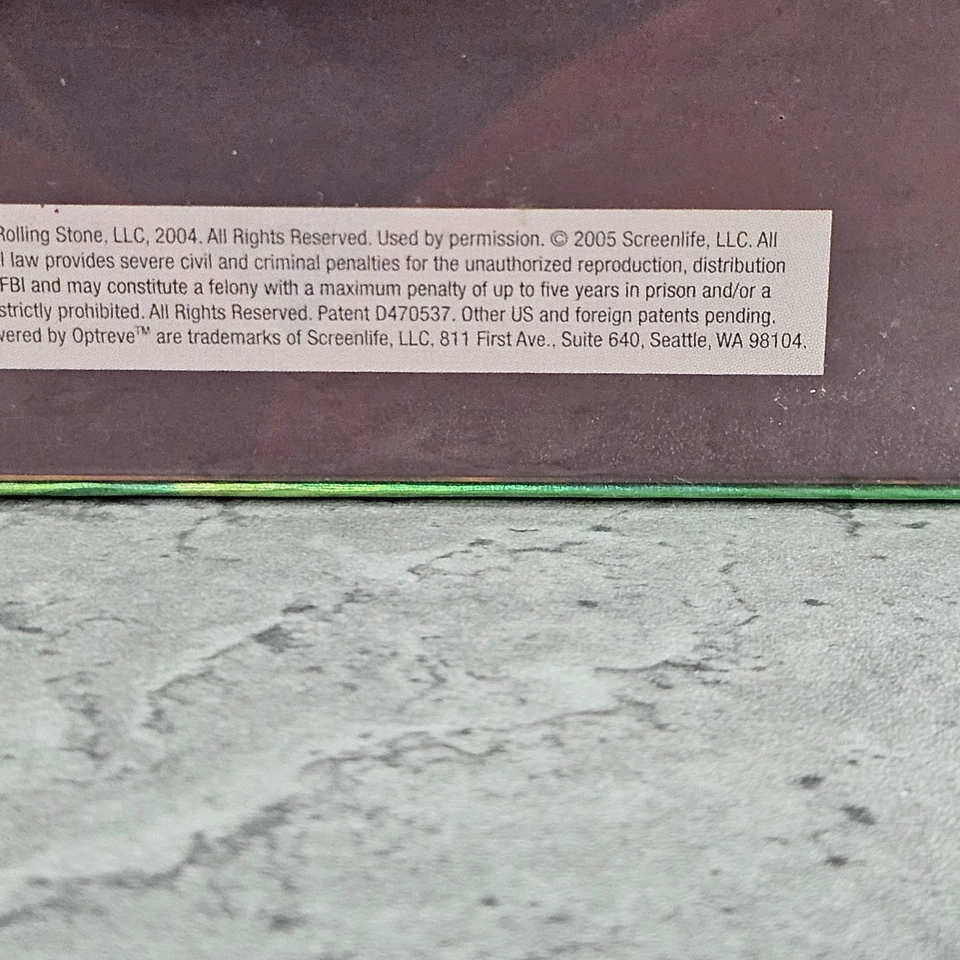 Rolling Stone, LLC, 2004. All Rights Reserved. Used by permission. © 2005 Screenlife, LLC. All
law provides severe civil and criminal penalties for the unauthorized reproduction, distribution
FBI and may constitute a felony with a maximum penalty of up to five years in prison and/or a
strictly prohibited. All Rights Reserved. Patent D470537. Other US and foreign patents pending.
by Optreve™ are trademarks of Screenlife, LLC, 811 First Ave., Suite 640, Seattle, WA 98104.